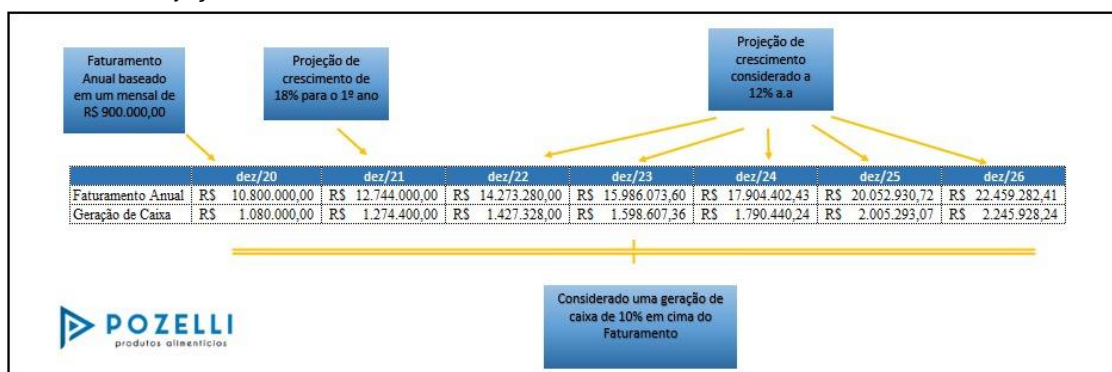 Faturamento
Anual baseado
em um mensal de
R$ 900.000,00
Projeção de
crescimento de
18% para o 1º ano
Projeção de
crescimento
considerado a
12% a.a
dez/20 dez/21 dez/22 dez/23 dez/24 dez/25 dez/26
Faturamento Anual R$ 10.800.000,00 R$ 12.744.000,00 R$ 14.273.280,00 R$ 15.986.073,60 R$ 17.904.402,43 R$ 20.052.930,72 R$ 22.459.282,41
Geração de Caixa R$ 1.080.000,00 R$ 1.274.400,00 R$ 1.427.328,00 R$ 1.598.607,36 R$ 1.790.440,24 R$ 2.005.293,07 R$ 2.245.928,24
Considerado uma geração de
caixa de 10% em cima do
Faturamento
POZELLI
produtos alimentícios